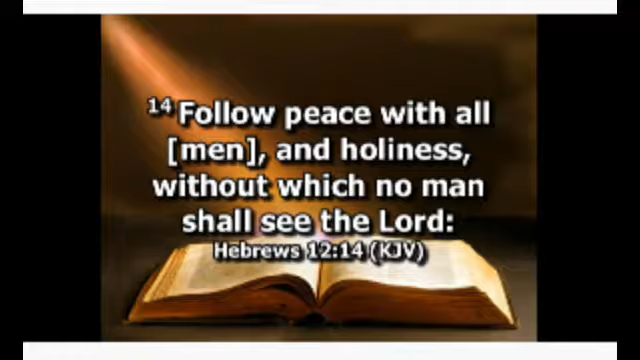 14 Follow peace with all
[men], and holiness,
without which no man
shall see the Lord:
Hebrews 12:14 (KJV)